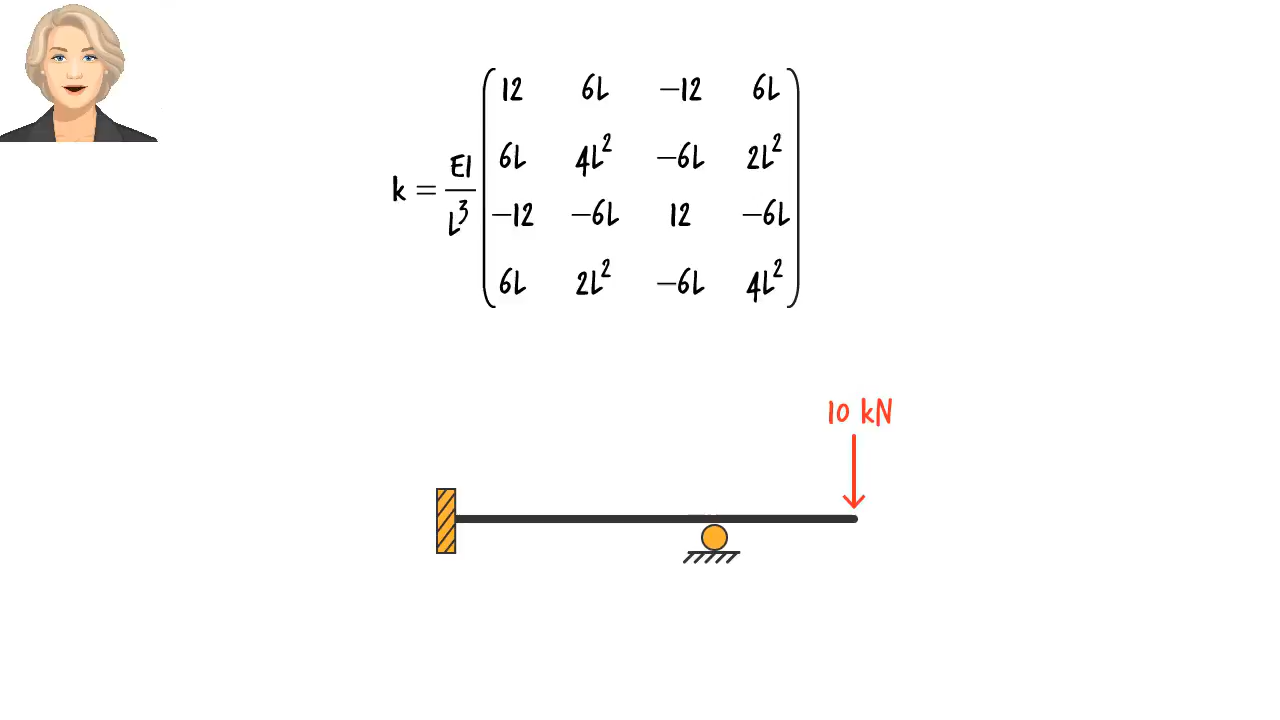 k = EI/L³ ( 12 6L −12 6L
6L 4L² −6L 2L²
−12 −6L 12 −6L
6L 2L² −6L 4L² )
10 kN